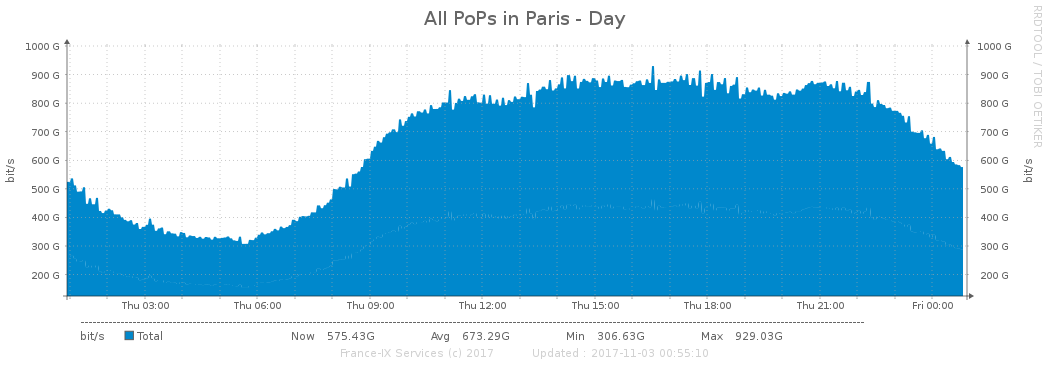 All PoPs in Paris - Day
RRDTOOL / TOBI OETIKER
1000 G 1000 G
900 G 900 G
800 G 800 G
700 G 700 G
600 G 600 G
500 G 500 G
400 G 400 G
300 G 300 G
200 G 200 G
bit/s bit/s
Thu 03:00 Thu 06:00 Thu 09:00 Thu 12:00 Thu 15:00 Thu 18:00 Thu 21:00 Fri 00:00
bit/s Total Now 575.43G Avg 673.29G Min 306.63G Max 929.03G
France-IX Services (c) 2017 Updated : 2017-11-03 00:55:10